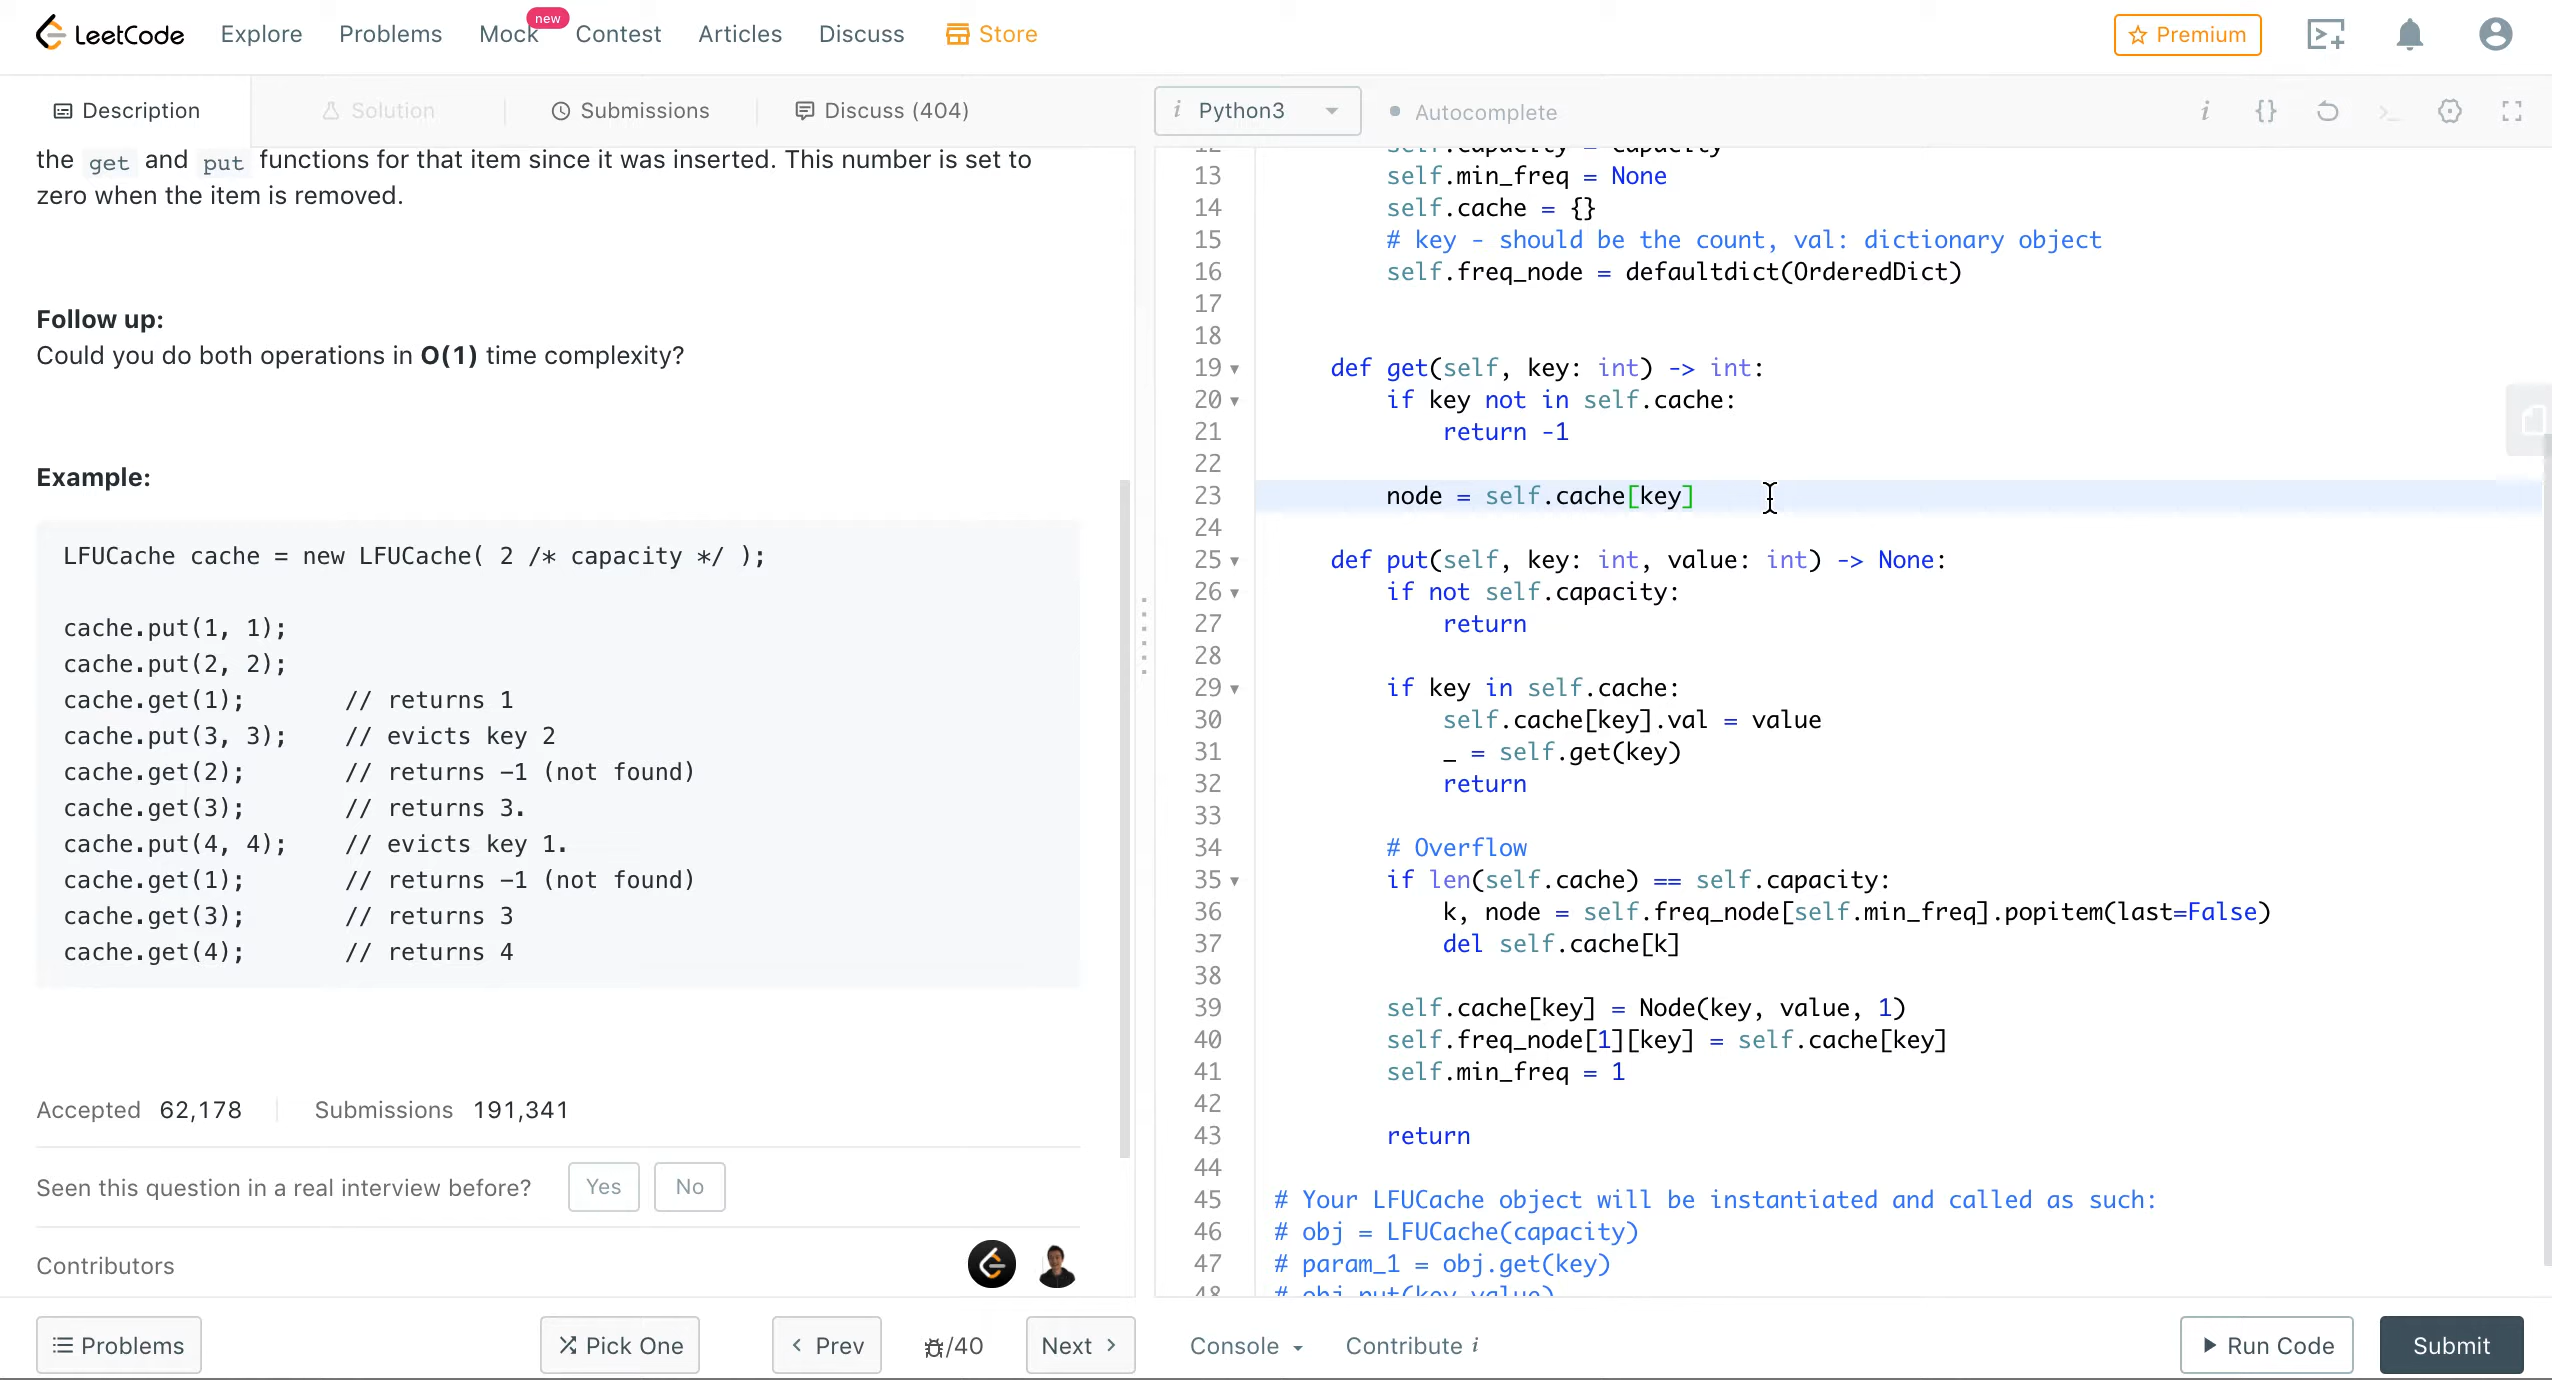 LeetCode Explore Problems Mock new Contest Articles Discuss Store Premium
Description Solution Submissions Discuss (404)
the get and put functions for that item since it was inserted. This number is set to
zero when the item is removed.
Follow up:
Could you do both operations in O(1) time complexity?
Example:
LFUCache cache = new LFUCache( 2 /* capacity */ );
cache.put(1, 1);
cache.put(2, 2);
cache.get(1);       // returns 1
cache.put(3, 3);    // evicts key 2
cache.get(2);       // returns -1 (not found)
cache.get(3);       // returns 3.
cache.put(4, 4);    // evicts key 1.
cache.get(1);       // returns -1 (not found)
cache.get(3);       // returns 3
cache.get(4);       // returns 4
Accepted 62,178 Submissions 191,341
Seen this question in a real interview before? Yes No
Contributors
Problems Pick One Prev /40 Next
i Python3 Autocomplete i {}
12 self.capacity = capacity
13 self.min_freq = None
14 self.cache = {}
15 # key - should be the count, val: dictionary object
16 self.freq_node = defaultdict(OrderedDict)
17
18
19 def get(self, key: int) -> int:
20 if key not in self.cache:
21 return -1
22
23 node = self.cache[key]
24
25 def put(self, key: int, value: int) -> None:
26 if not self.capacity:
27 return
28
29 if key in self.cache:
30 self.cache[key].val = value
31 _ = self.get(key)
32 return
33
34 # Overflow
35 if len(self.cache) == self.capacity:
36 k, node = self.freq_node[self.min_freq].popitem(last=False)
37 del self.cache[k]
38
39 self.cache[key] = Node(key, value, 1)
40 self.freq_node[1][key] = self.cache[key]
41 self.min_freq = 1
42
43 return
44
45 # Your LFUCache object will be instantiated and called as such:
46 # obj = LFUCache(capacity)
47 # param_1 = obj.get(key)
48 # obj.put(key,value)
Console Contribute i Run Code Submit